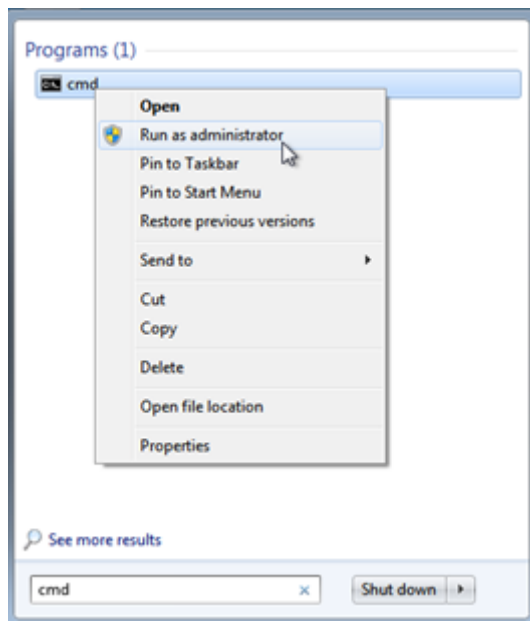 Programs (1)
cmd
Open
Run as administrator
Pin to Taskbar
Pin to Start Menu
Restore previous versions
Send to
Cut
Copy
Delete
Open file location
Properties
See more results
cmd
Shut down